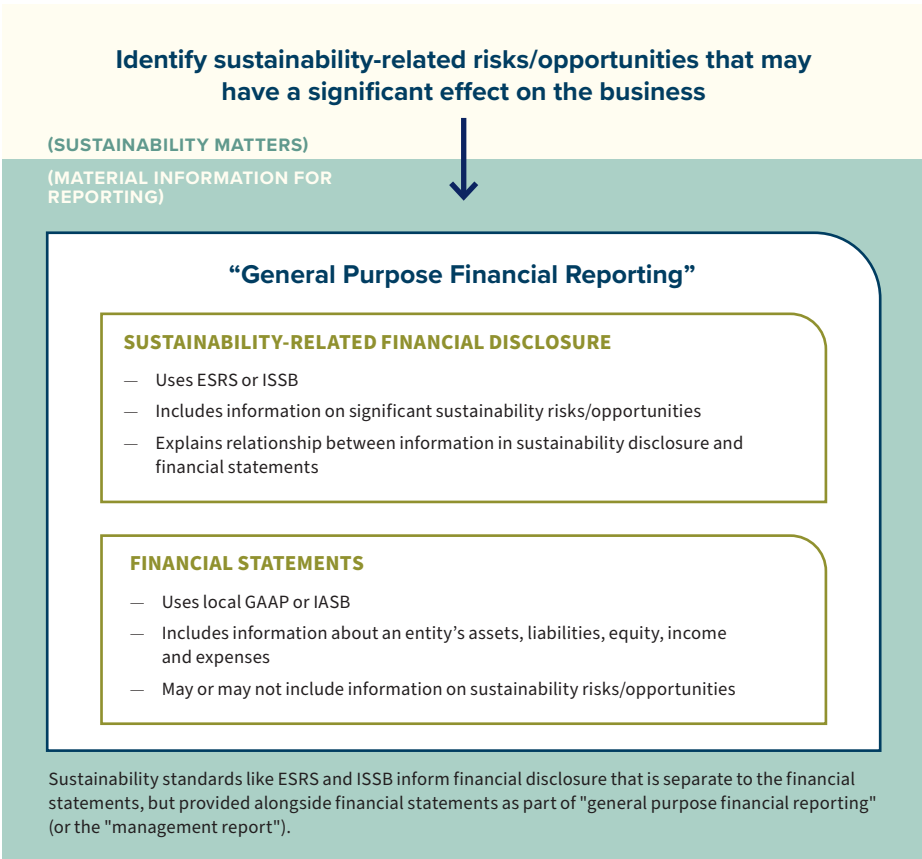 Identify sustainability-related risks/opportunities that may
have a significant effect on the business
(SUSTAINABILITY MATTERS)
(MATERIAL INFORMATION FOR
REPORTING)
“General Purpose Financial Reporting”
SUSTAINABILITY-RELATED FINANCIAL DISCLOSURE
— Uses ESRS or ISSB
— Includes information on significant sustainability risks/opportunities
— Explains relationship between information in sustainability disclosure and
financial statements
FINANCIAL STATEMENTS
— Uses local GAAP or IASB
— Includes information about an entity’s assets, liabilities, equity, income
and expenses
— May or may not include information on sustainability risks/opportunities
Sustainability standards like ESRS and ISSB inform financial disclosure that is separate to the financial
statements, but provided alongside financial statements as part of "general purpose financial reporting"
(or the "management report").